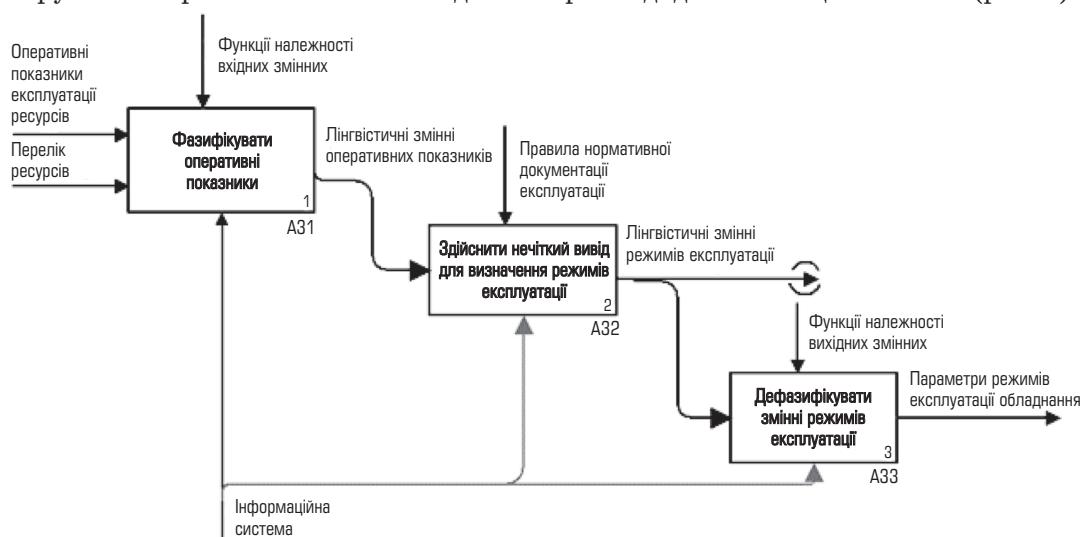 Функції належності
вхідних змінних
Оперативні
показники
експлуатації
ресурсів
Перелік
ресурсів
Фазифікувати
оперативні
показники
1
А31
Лінгвістичні змінні
оперативних показників
Правила нормативної
документації
експлуатації
Здійснити нечіткий вивід
для визначення режимів
експлуатації
2
А32
Лінгвістичні змінні
режимів експлуатації
Функції належності
вихідних змінних
Дефазифікувати
змінні режимів
експлуатації
3
А33
Параметри режимів
експлуатації обладнання
Інформаційна
система